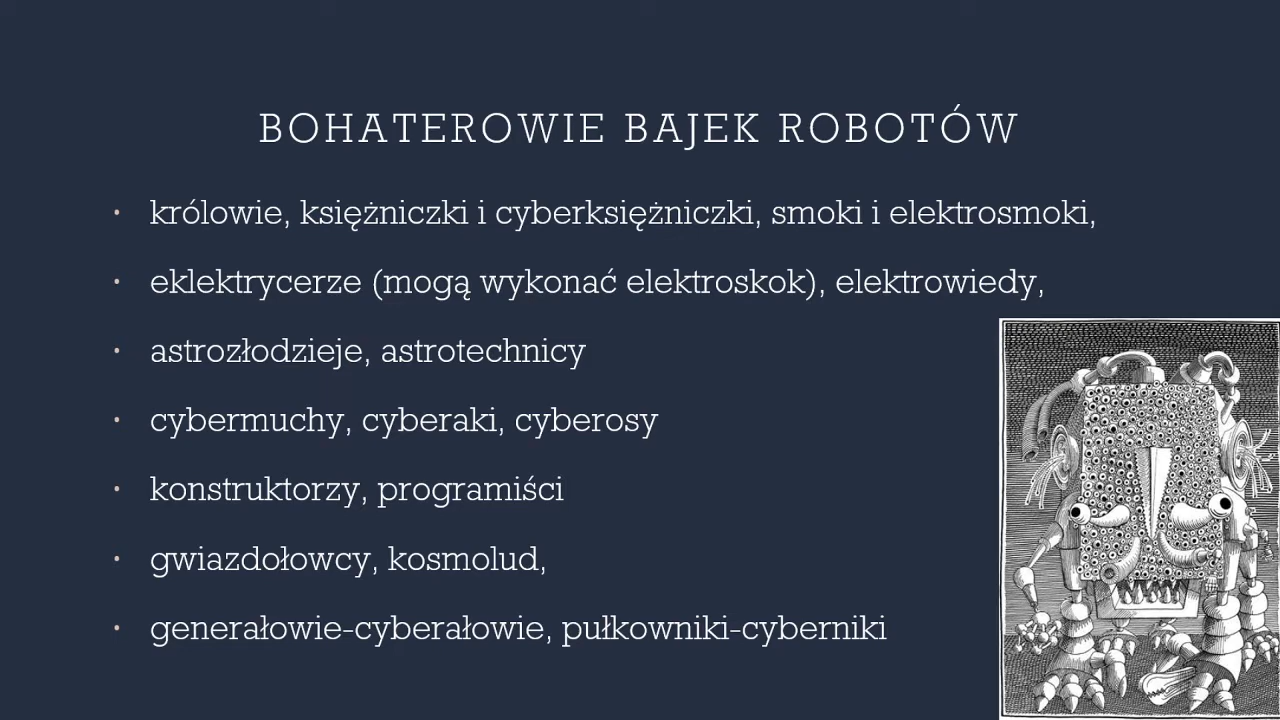 BOHATEROWIE BAJEK ROBOTÓW
• królowie, księżniczki i cyberksiężniczki, smoki i elektrosmoki,
• eklektrycerze (mogą wykonać elektroskok), elektrowiedy,
• astrozłodzieje, astrotechnicy
• cybermuchy, cyberaki, cyberosy
• konstruktorzy, programiści
• gwiazdołowcy, kosmolud,
• generałowie-cyberałowie, pułkowniki-cyberniki